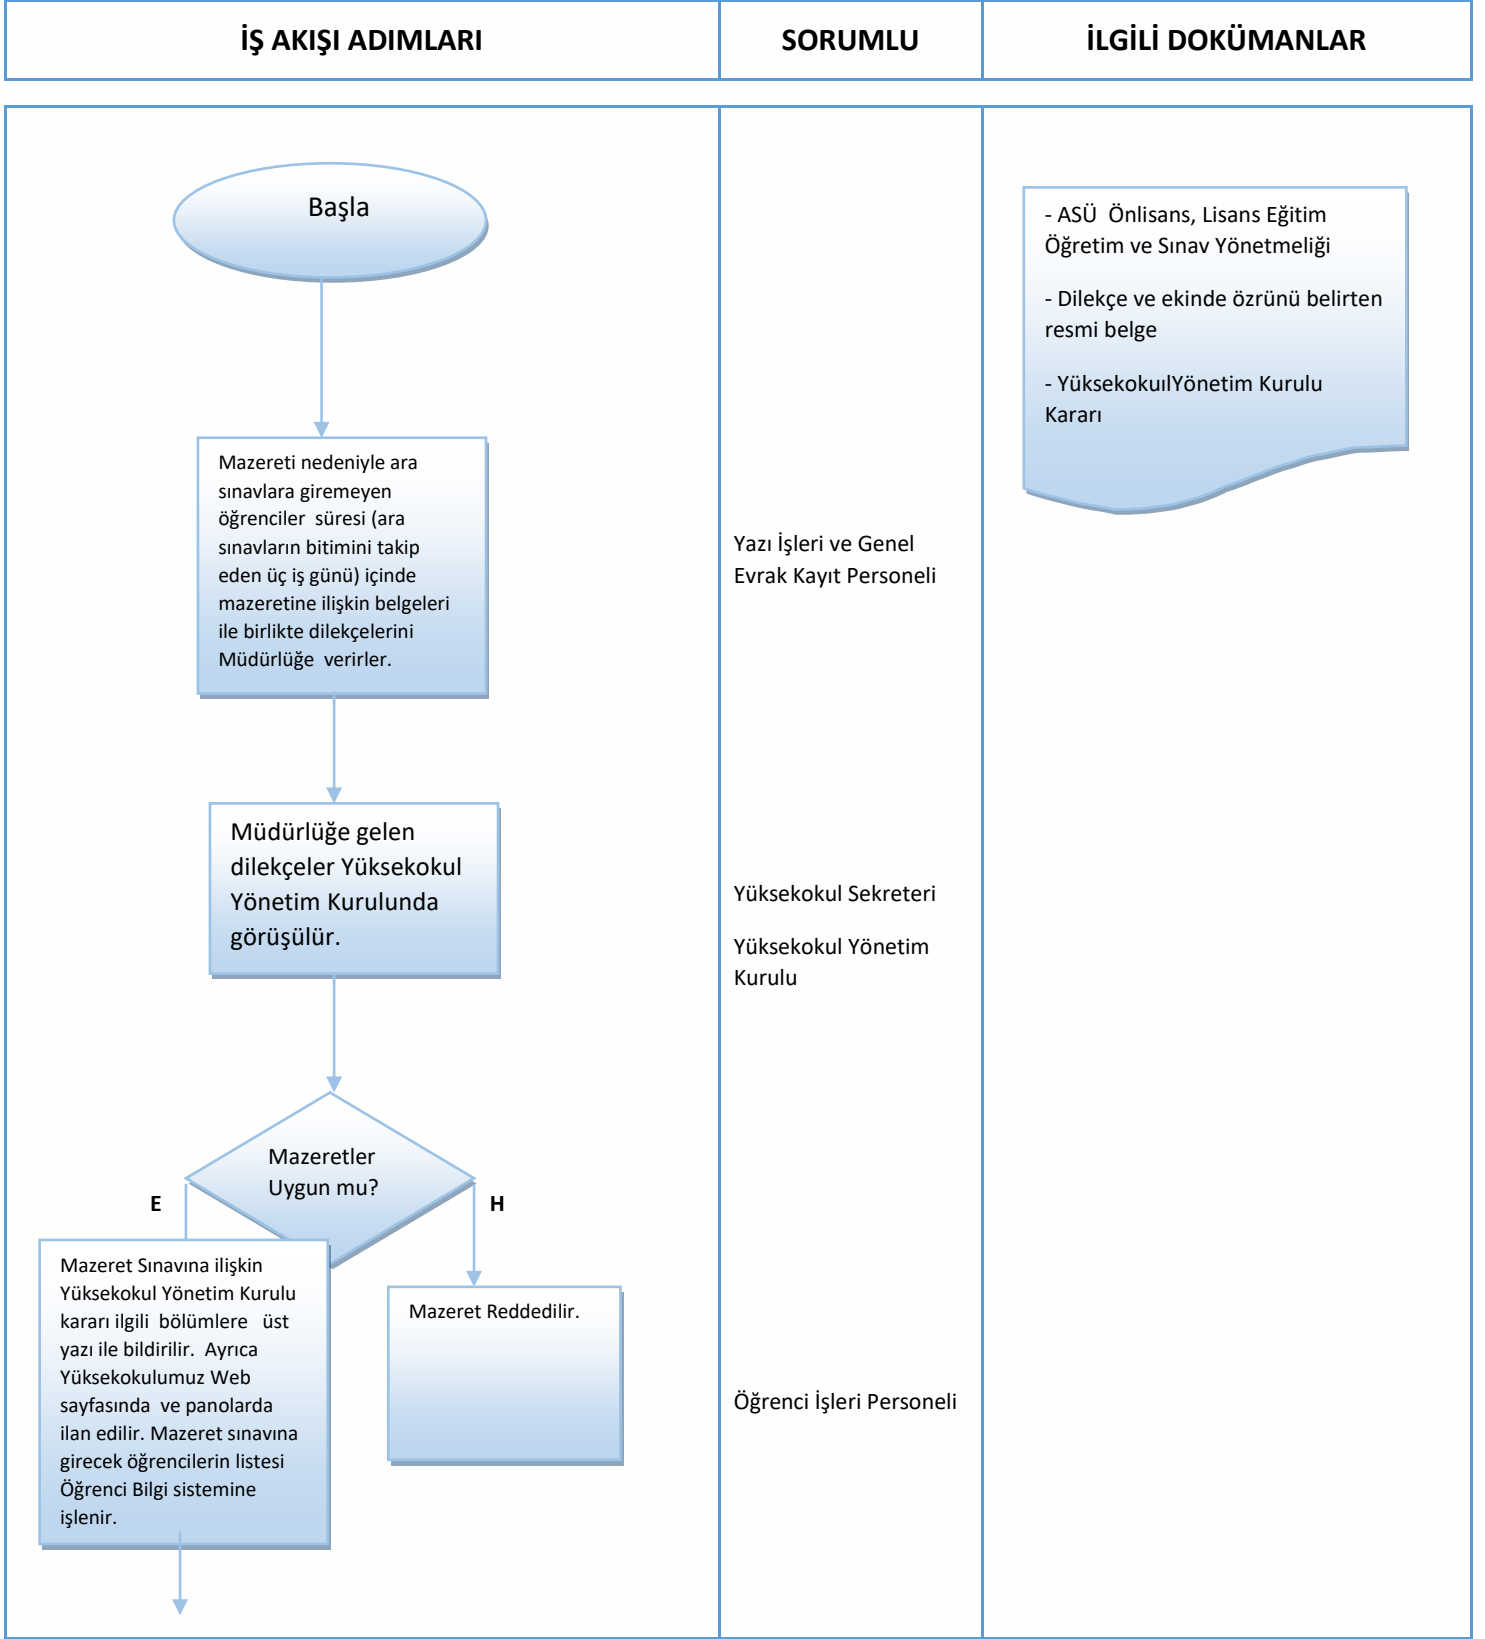 İŞ AKIŞI ADIMLARI
SORUMLU
İLGİLİ DOKÜMANLAR
Başla
Mazereti nedeniyle ara
sınavlara giremeyen
öğrenciler süresi (ara
sınavların bitimini takip
eden üç iş günü) içinde
mazeretine ilişkin belgeleri
ile birlikte dilekçelerini
Müdürlüğe verirler.
Müdürlüğe gelen
dilekçeler Yüksekokul
Yönetim Kurulunda
görüşülür.
Mazeretler
Uygun mu?
E
H
Mazeret Sınavına ilişkin
Yüksekokul Yönetim Kurulu
kararı ilgili bölümlere üst
yazı ile bildirilir. Ayrıca
Yüksekokulumuz Web
sayfasında ve panolarda
ilan edilir. Mazeret sınavına
girecek öğrencilerin listesi
Öğrenci Bilgi sistemine
işlenir.
Mazeret Reddedilir.
Yazı İşleri ve Genel
Evrak Kayıt Personeli
Yüksekokul Sekreteri
Yüksekokul Yönetim
Kurulu
Öğrenci İşleri Personeli
- ASÜ Önlisans, Lisans Eğitim
Öğretim ve Sınav Yönetmeliği
- Dilekçe ve ekinde özrünü belirten
resmi belge
- YüksekokuılYönetim Kurulu
Kararı